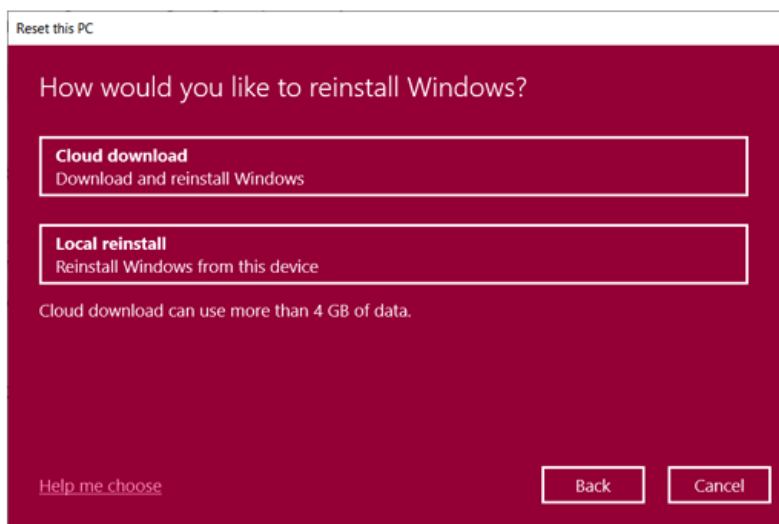 Reset this PC
How would you like to reinstall Windows?
Cloud download
Download and reinstall Windows
Local reinstall
Reinstall Windows from this device
Cloud download can use more than 4 GB of data.
Help me choose
Back
Cancel